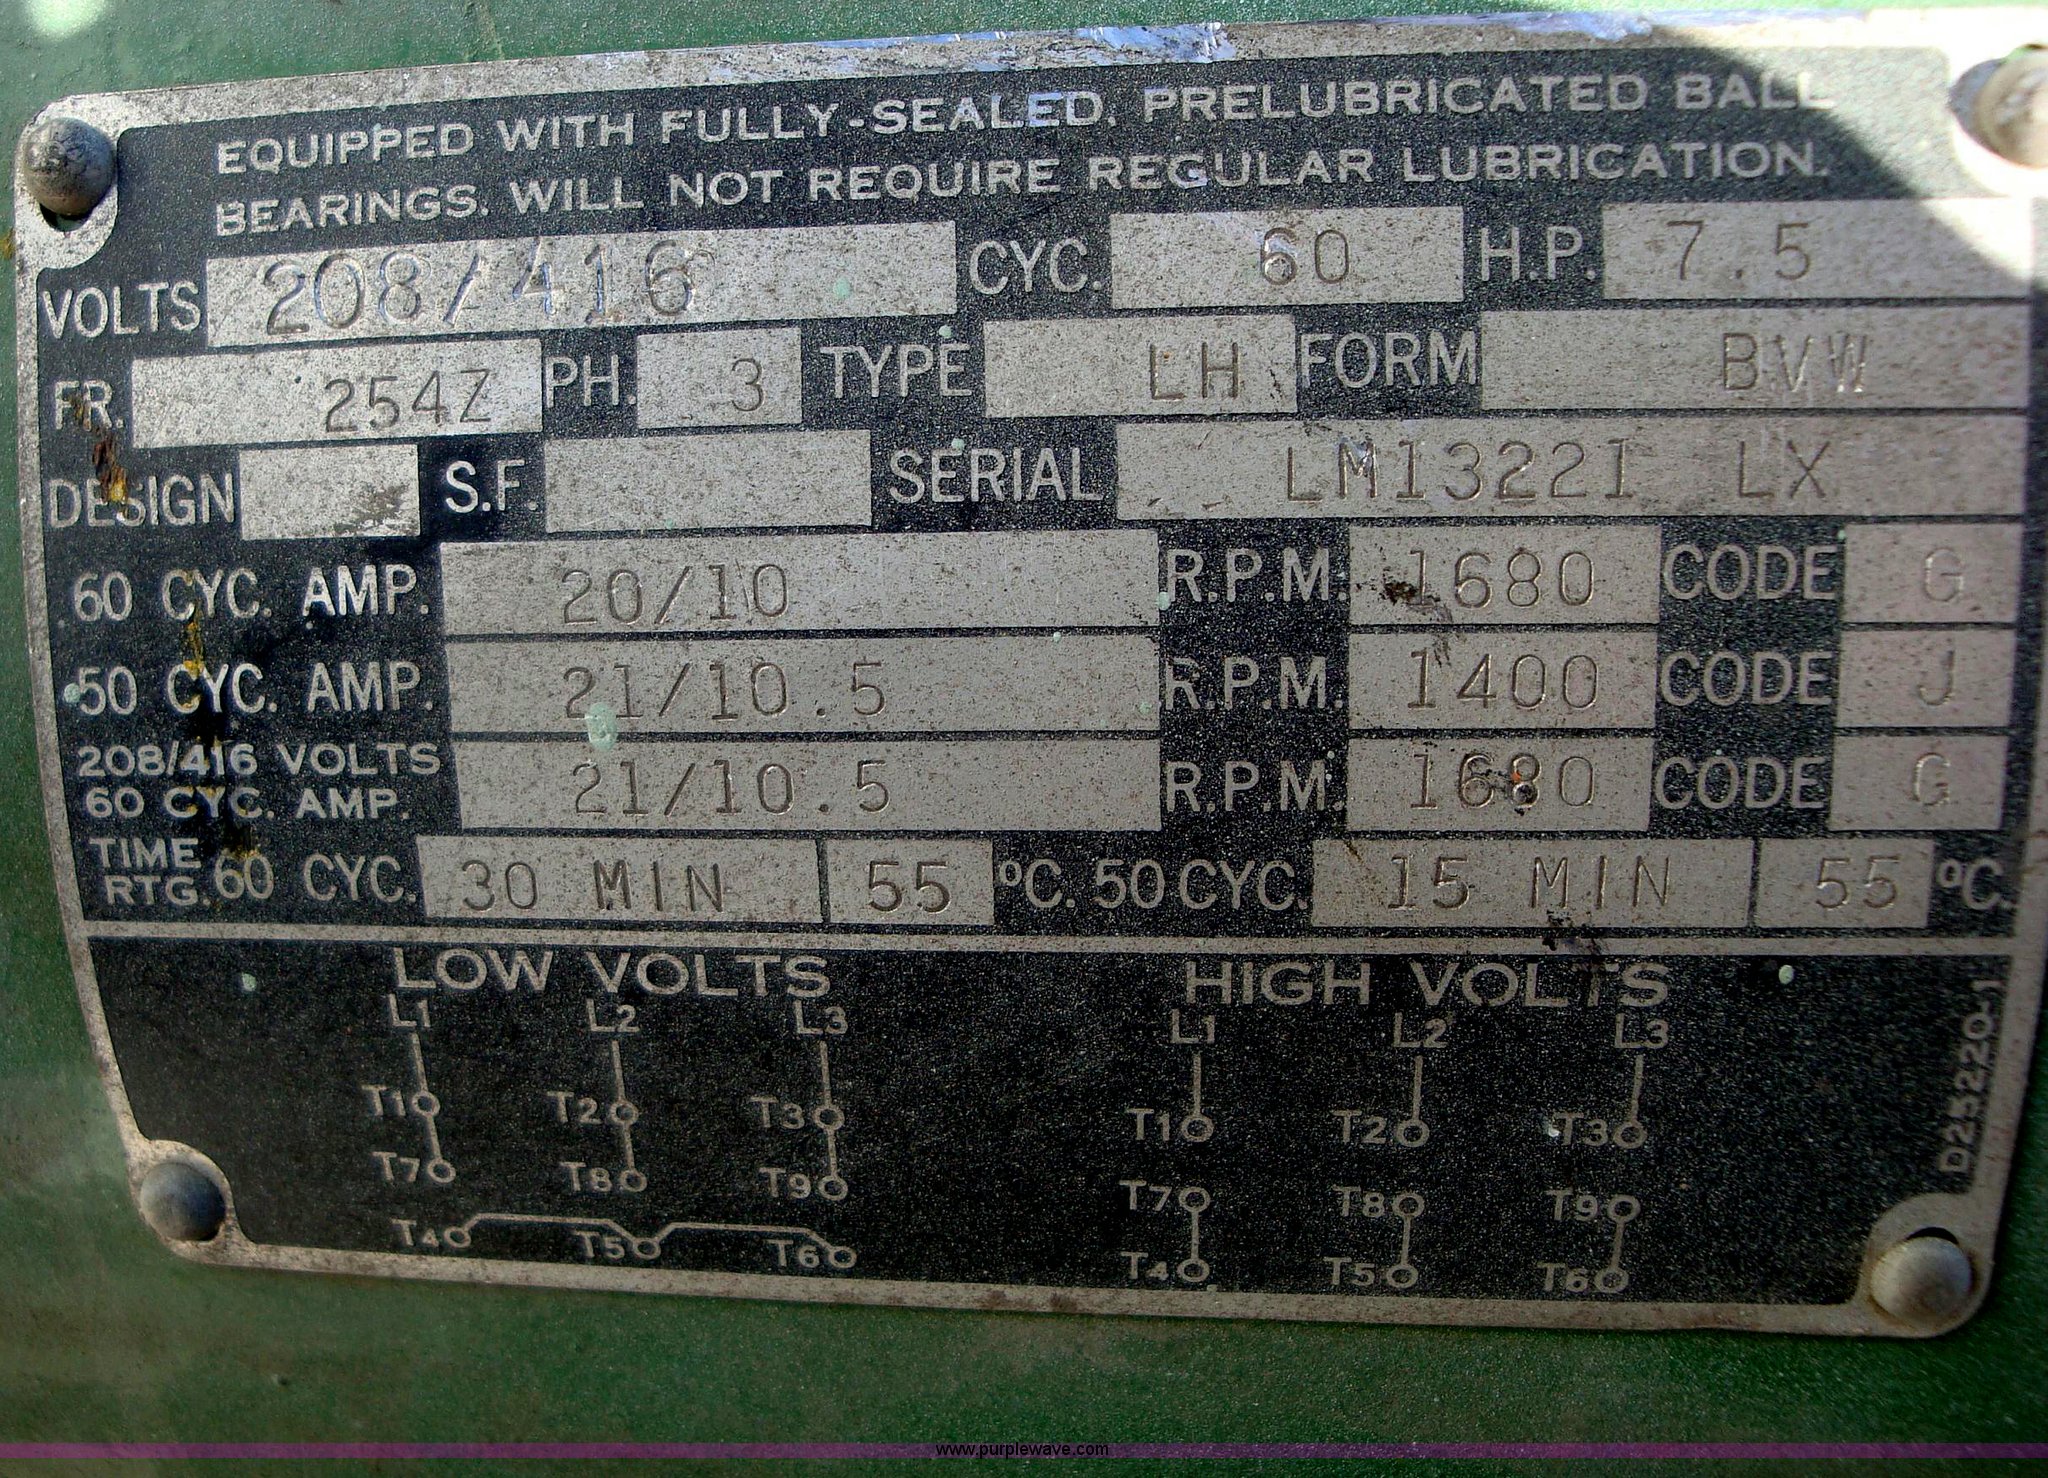 EQUIPPED WITH FULLY-SEALED, PRELUBRICATED BALL
BEARINGS. WILL NOT REQUIRE REGULAR LUBRICATION.
VOLTS 208/416 CYC. 60 H.P. 7.5
FR. 254Z PH. 3 TYPE LH FORM BVW
DESIGN S.F. SERIAL LM13221 LX
60 CYC. AMP. 20/10 R.P.M. 1680 CODE G
50 CYC. AMP. 21/10.5 R.P.M. 1400 CODE J
208/416 VOLTS
60 CYC. AMP. 21/10.5 R.P.M. 1680 CODE G
TIME
RTG. 60 CYC. 30 MIN 55 °C. 50 CYC. 15 MIN 55 °C.
LOW VOLTS HIGH VOLTS
L1 L2 L3 L1 L2 L3
T1 T2 T3 T1 T2 T3
T7 T8 T9 T7 T8 T9
T4 T5 T6 T4 T5 T6
D25220-1
www.purplewave.com